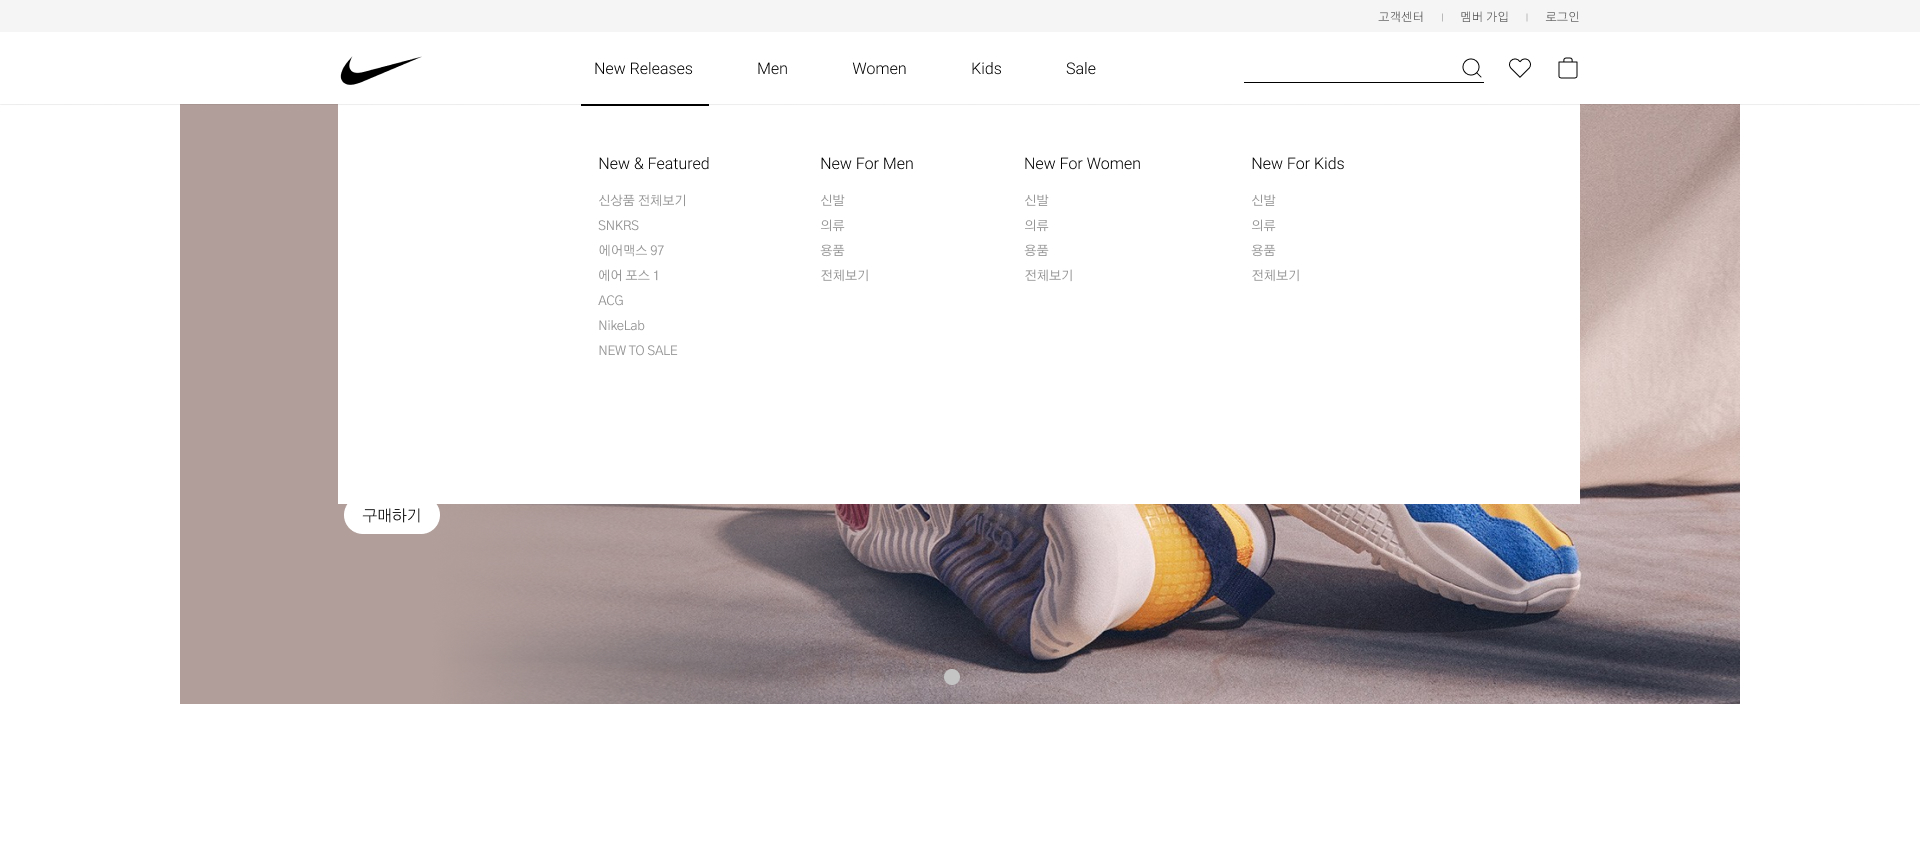 고객센터 | 멤버 가입 | 로그인
New Releases Men Women Kids Sale
New & Featured
신상품 전체보기
SNKRS
에어맥스 97
에어 포스 1
ACG
NikeLab
NEW TO SALE
New For Men
신발
의류
용품
전체보기
New For Women
신발
의류
용품
전체보기
New For Kids
신발
의류
용품
전체보기
구매하기